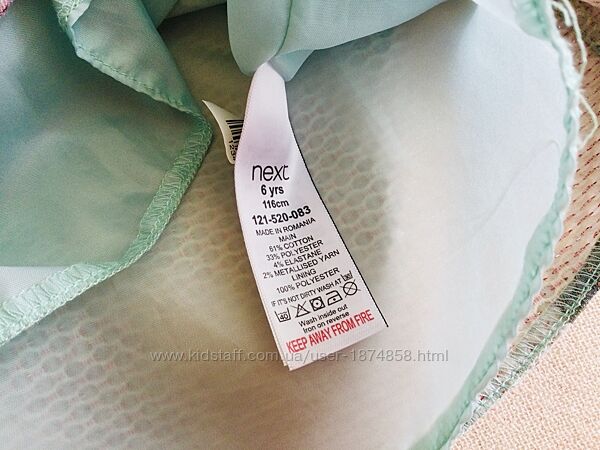 next
6 yrs
116cm
121-520-083
MADE IN ROMANIA
MAIN
61% COTTON
33% POLYESTER
4% ELASTANE
2% METALLISED YARN
LINING
100% POLYESTER
IF IT'S NOT DIRTY WASH AT
40
Wash inside out
Iron on reverse
KEEP AWAY FROM FIRE
www.kidstaff.com.ua/user-1874858.html